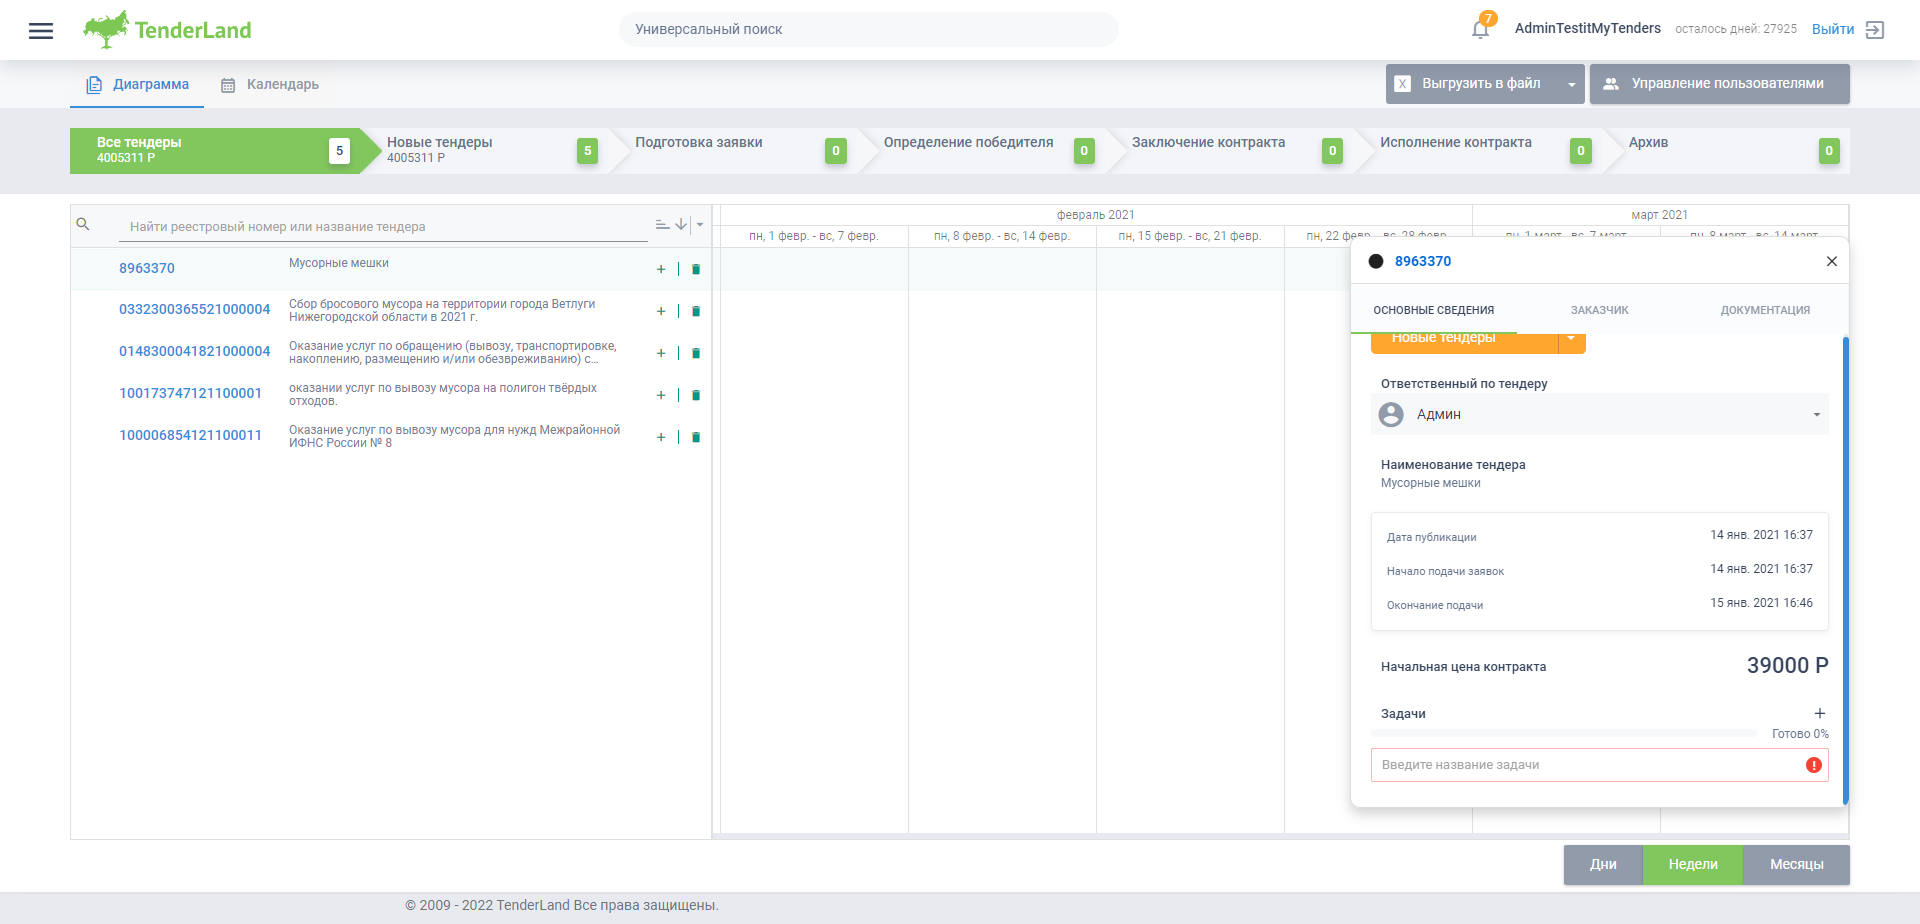 TenderLand
Универсальный поиск
7
AdminTestitMyTenders
осталось дней: 27925
Выйти
Диаграмма
Календарь
X Выгрузить в файл
Управление пользователями
Все тендеры
4005311 Р
5
Новые тендеры
4005311 Р
5
Подготовка заявки
0
Определение победителя
0
Заключение контракта
0
Исполнение контракта
0
Архив
0
Найти реестровый номер или название тендера
февраль 2021
март 2021
пн, 1 февр. - вс, 7 февр.
пн, 8 февр. - вс, 14 февр.
пн, 15 февр. - вс, 21 февр.
пн, 22 февр. - вс, 28 февр.
пн, 1 март. - вс, 7 март.
пн, 8 март. - вс, 14 март.
8963370
Мусорные мешки
0332300365521000004
Сбор бросового мусора на территории города Ветлуги
Нижегородской области в 2021 г.
0148300041821000004
Оказание услуг по обращению (вывозу, транспортировке,
накоплению, размещению и/или обезвреживанию) с...
100173747121100001
оказании услуг по вывозу мусора на полигон твёрдых
отходов.
100006854121100011
Оказание услуг по вывозу мусора для нужд Межрайонной
ИФНС России № 8
8963370
ОСНОВНЫЕ СВЕДЕНИЯ
ЗАКАЗЧИК
ДОКУМЕНТАЦИЯ
Новые тендеры
Ответственный по тендеру
Админ
Наименование тендера
Мусорные мешки
Дата публикации
14 янв. 2021 16:37
Начало подачи заявок
14 янв. 2021 16:37
Окончание подачи
15 янв. 2021 16:46
Начальная цена контракта
39000 Р
Задачи
Готово 0%
Введите название задачи
Дни
Недели
Месяцы
© 2009 - 2022 TenderLand Все права защищены.